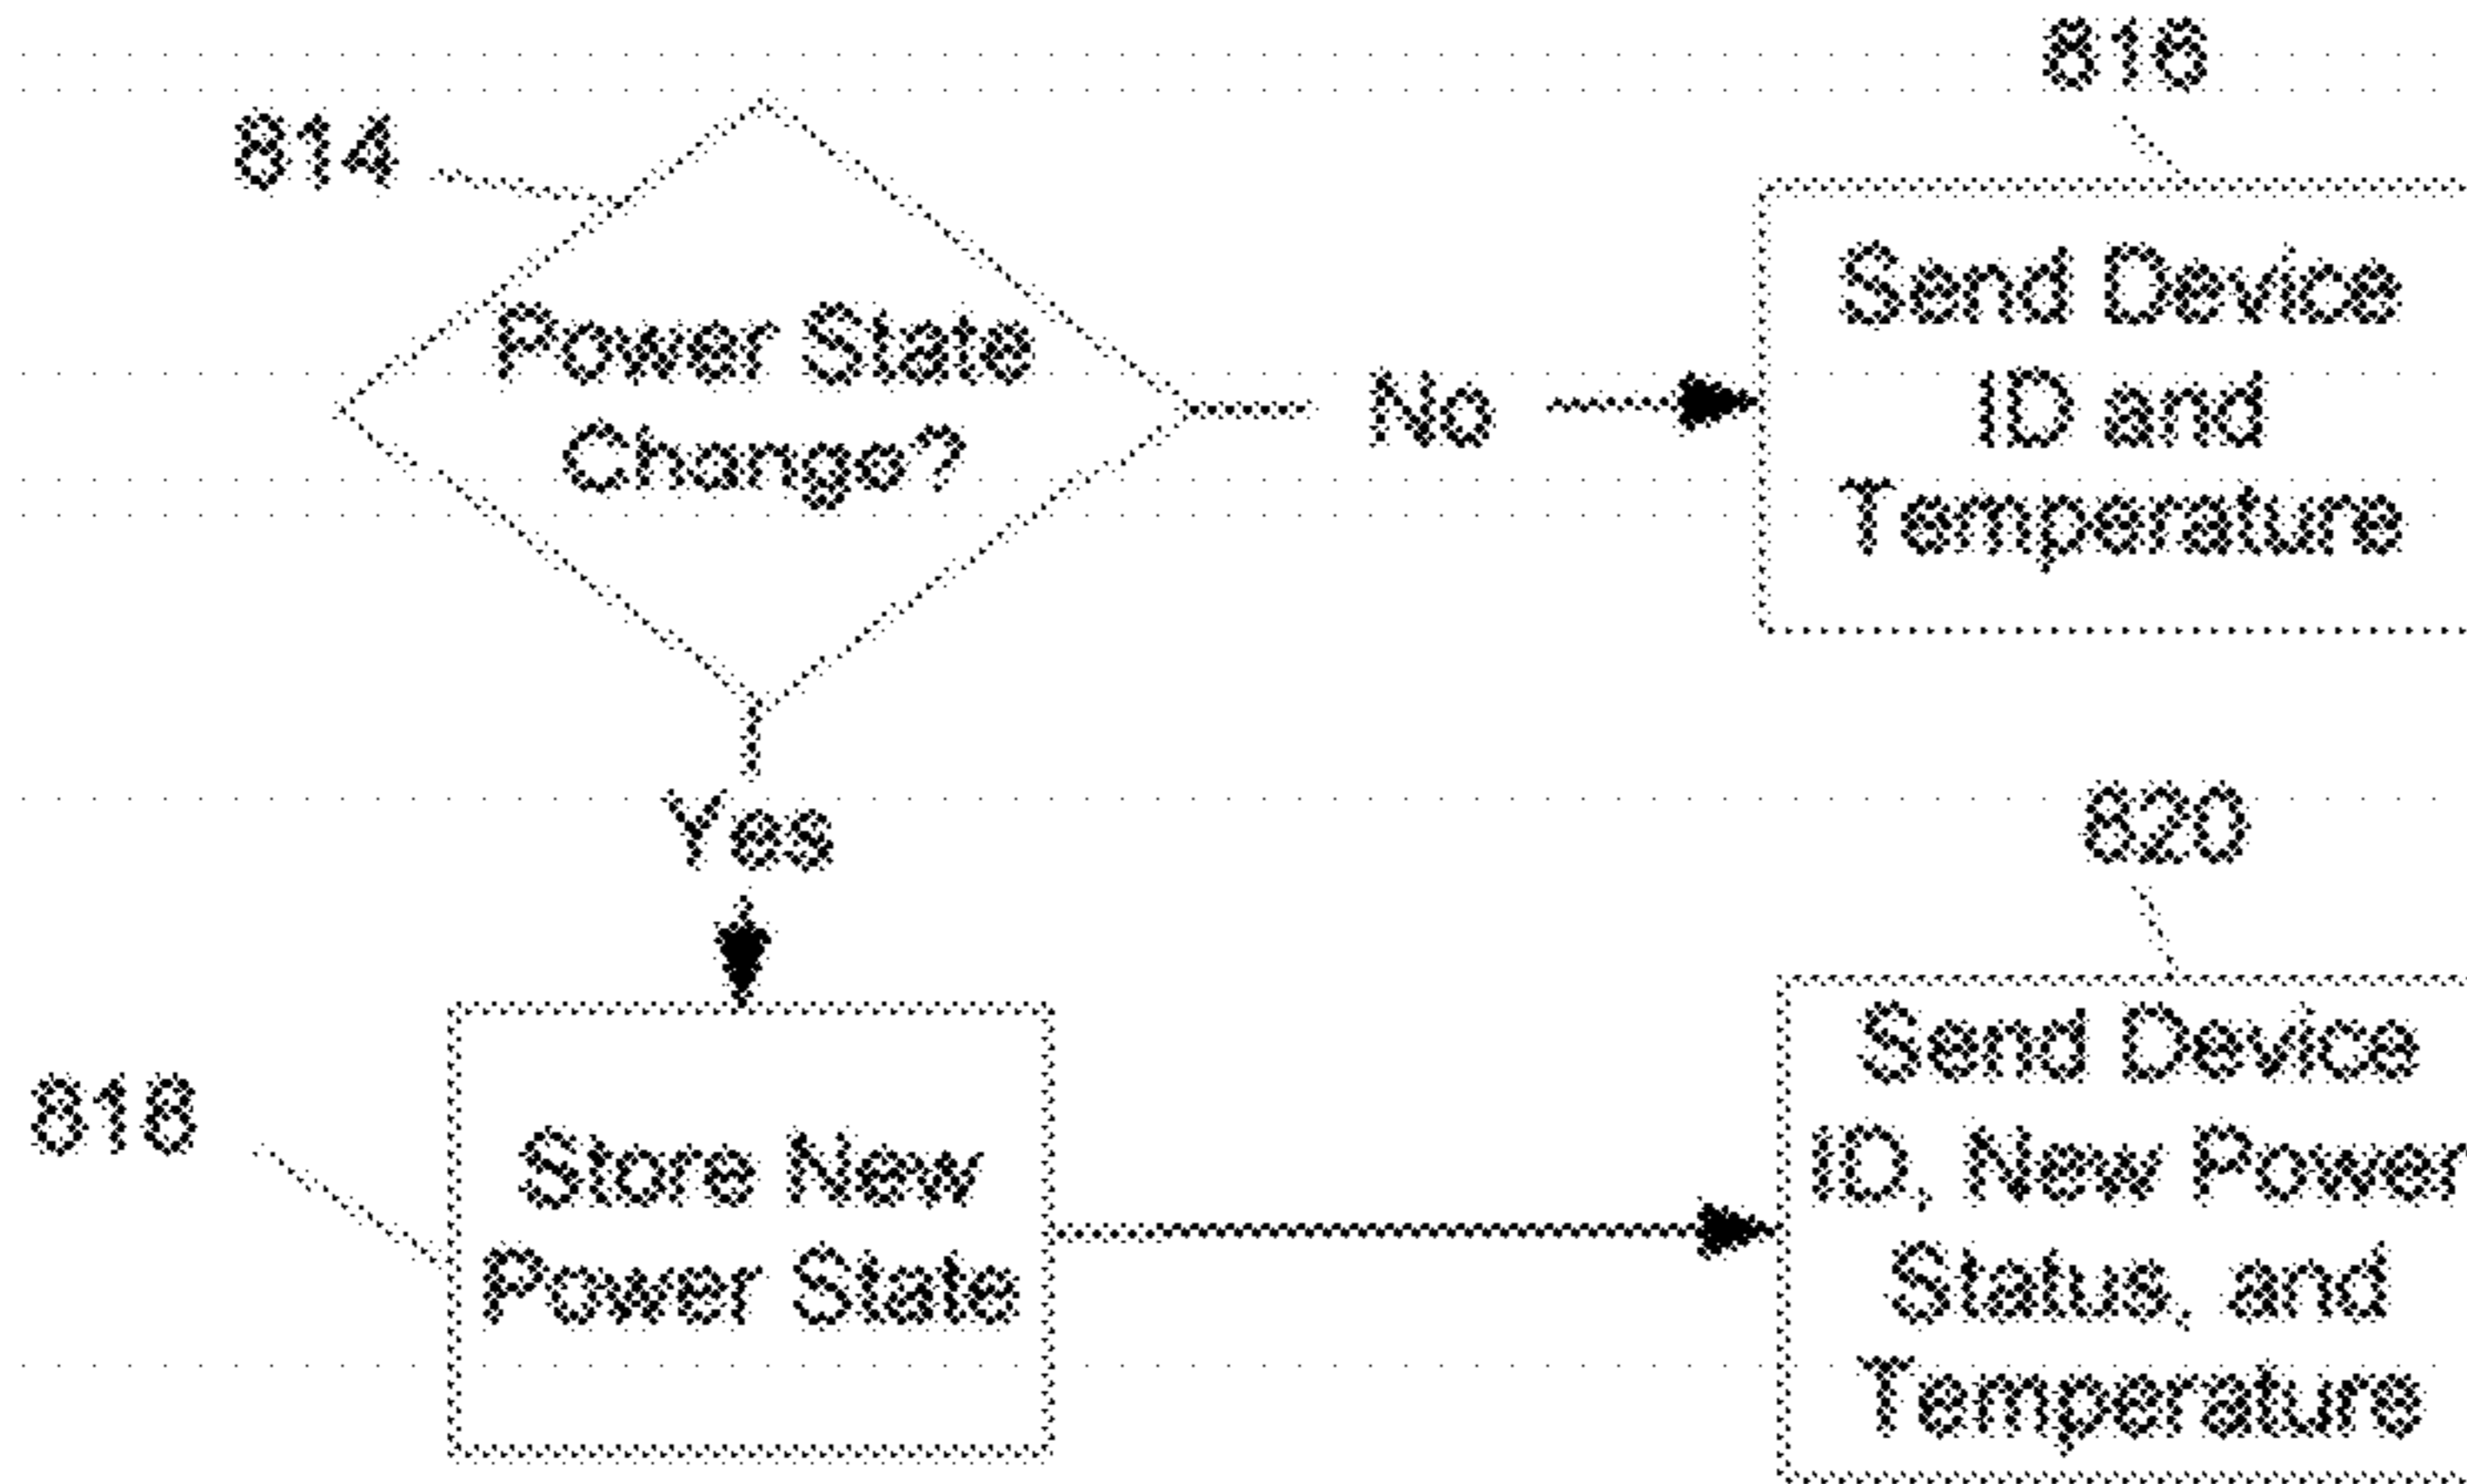 816
814
Send Device
Power State
ID and
No
Change?
Temperature
Yes
820
Send Device
818
ID, New Power
Store New
Status, and
Power State
Temperature